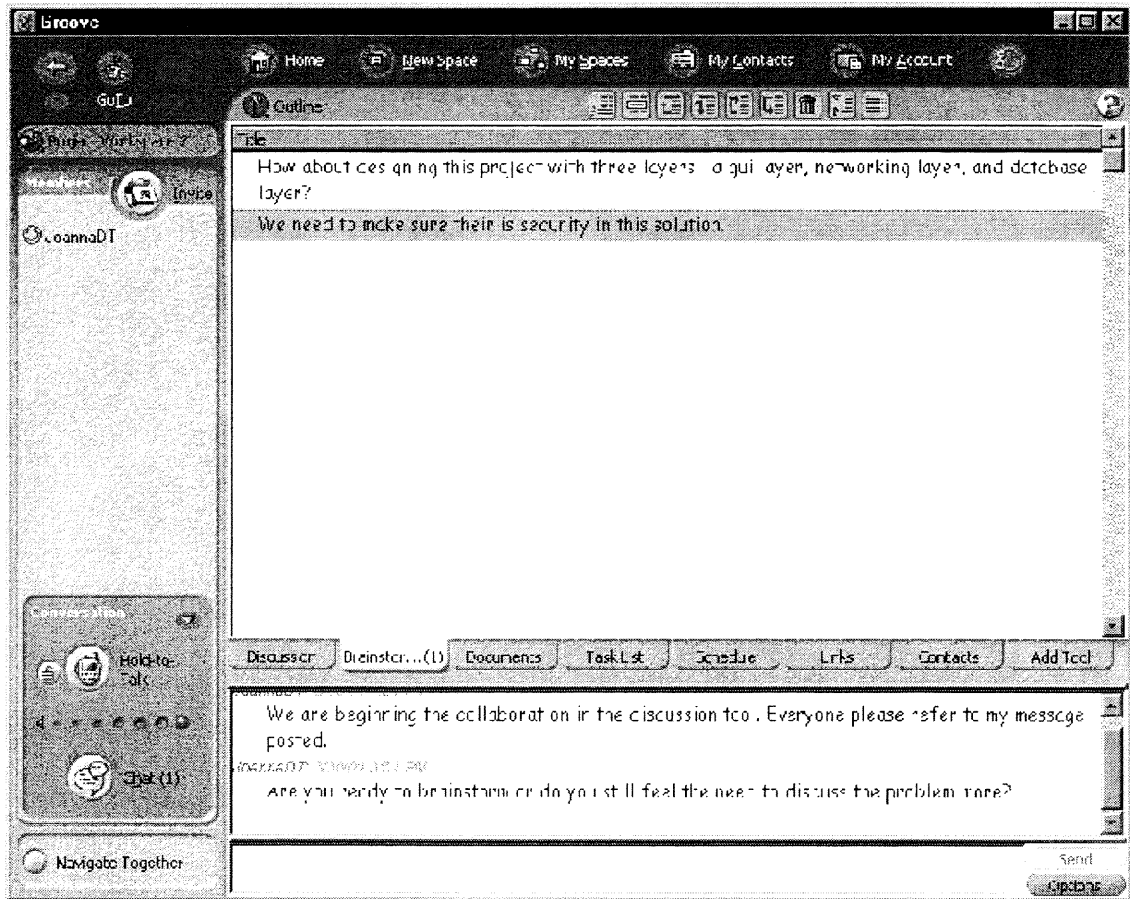 Groove
Home New Space My Spaces My Contacts My Account
Outline
Title
How about designing this project with three layers a gui layer, networking layer, and database
layer?
We need to make sure their is security in this solution.
Members
Invite
JoannaDT
Conversation
Hold-to-
Talk
Chat (1)
Navigate Together
Discussion Brainstor...(1) Documents Task List Schedule Links Contacts Add Tool
We are beginning the collaboration in the discussion tool. Everyone please refer to my message
posted.
JoannaDT
Are you ready to brainstorm or do you still feel the need to discuss the problem more?
Send
Options